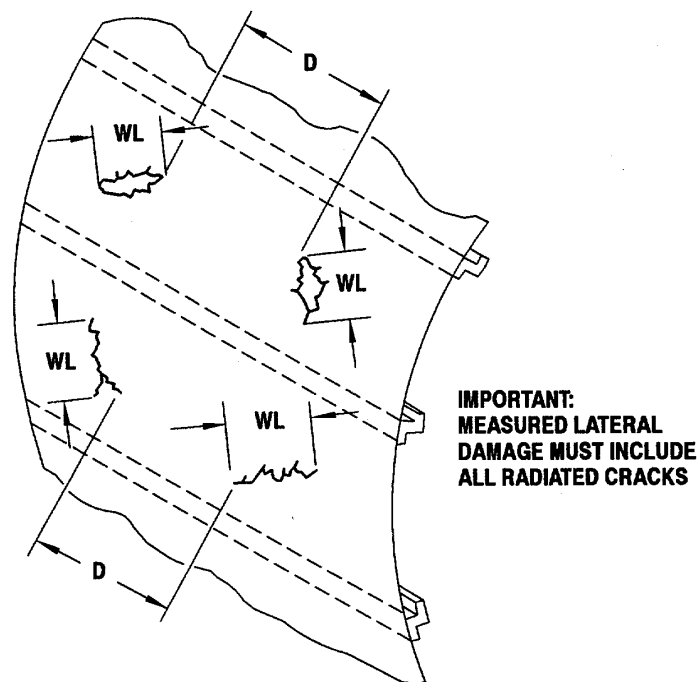 D
WL
WL
WL
WL
IMPORTANT:
MEASURED LATERAL
DAMAGE MUST INCLUDE
ALL RADIATED CRACKS
D